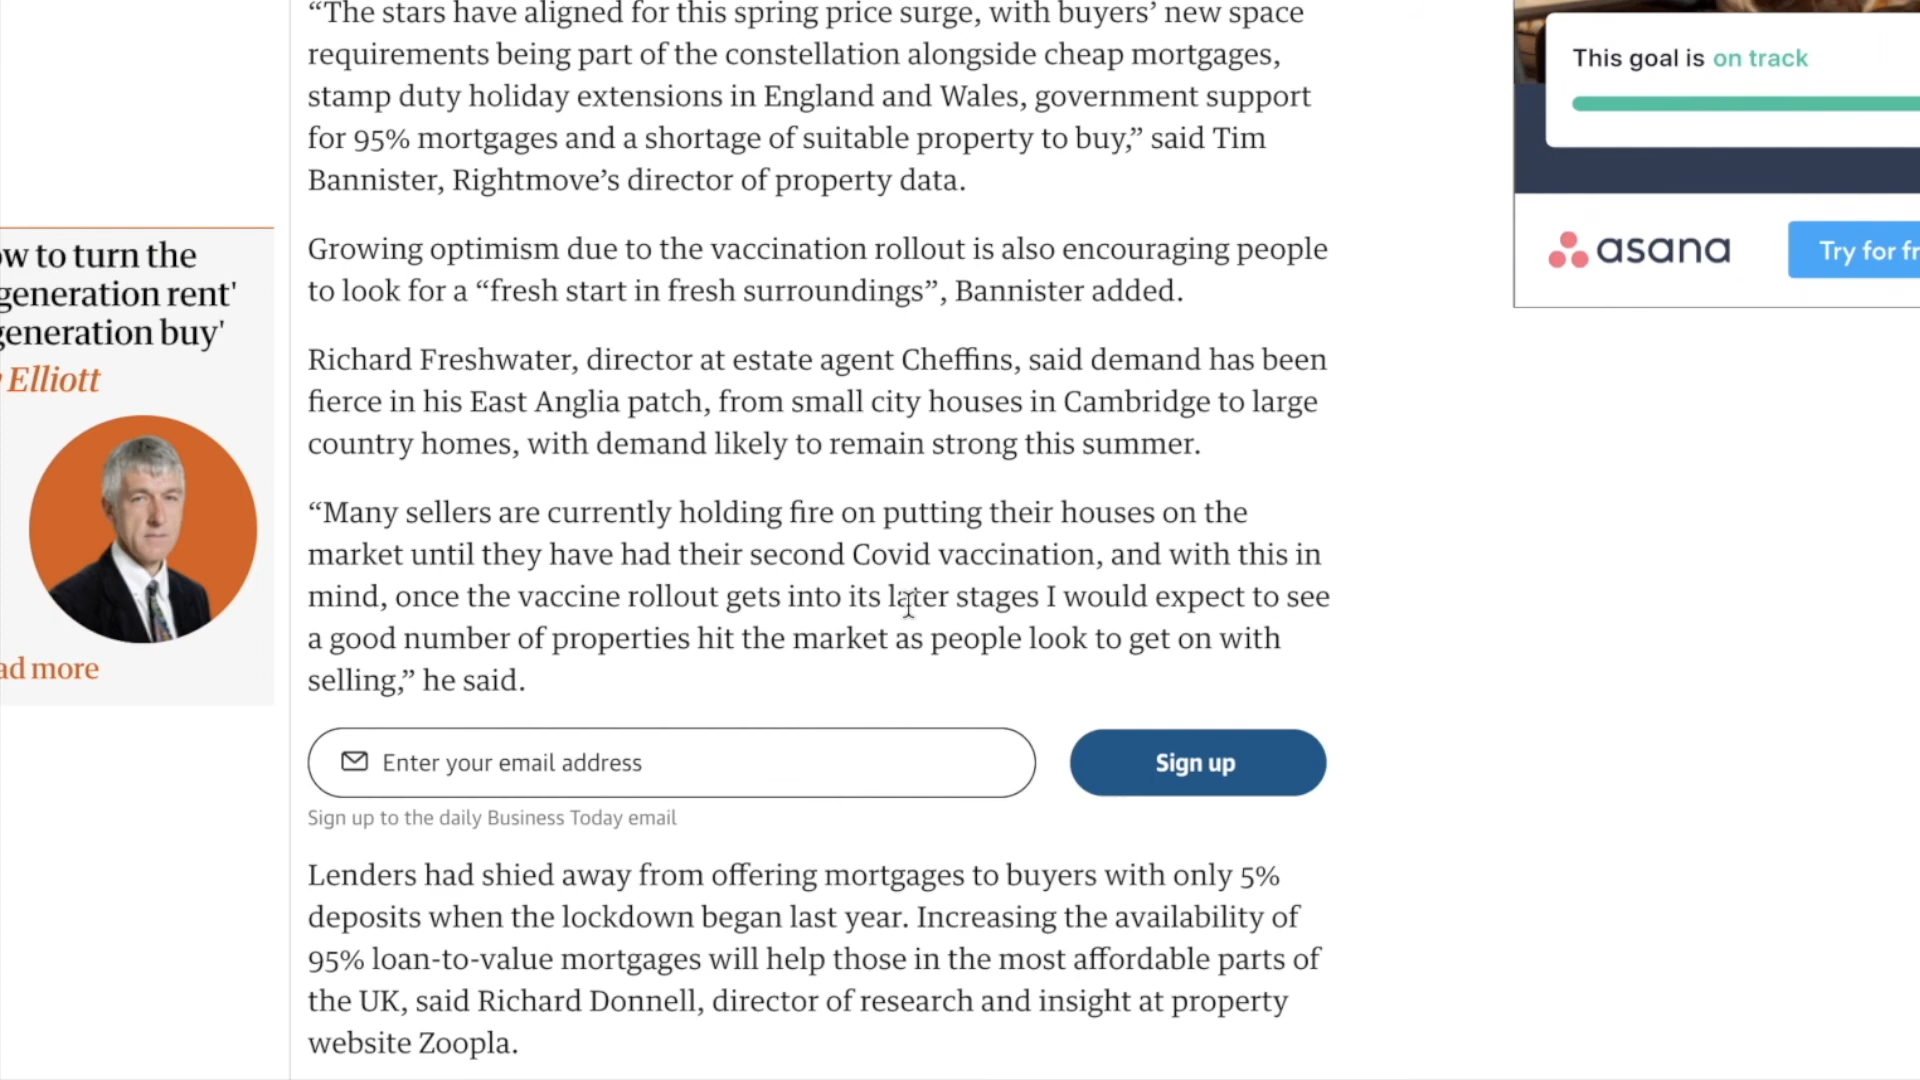 “The stars have aligned for this spring price surge, with buyers’ new space
requirements being part of the constellation alongside cheap mortgages,
stamp duty holiday extensions in England and Wales, government support
for 95% mortgages and a shortage of suitable property to buy,” said Tim
Bannister, Rightmove’s director of property data.
Growing optimism due to the vaccination rollout is also encouraging people
to look for a “fresh start in fresh surroundings”, Bannister added.
Richard Freshwater, director at estate agent Cheffins, said demand has been
fierce in his East Anglia patch, from small city houses in Cambridge to large
country homes, with demand likely to remain strong this summer.
“Many sellers are currently holding fire on putting their houses on the
market until they have had their second Covid vaccination, and with this in
mind, once the vaccine rollout gets into its later stages I would expect to see
a good number of properties hit the market as people look to get on with
selling,” he said.
Enter your email address
Sign up
Sign up to the daily Business Today email
Lenders had shied away from offering mortgages to buyers with only 5%
deposits when the lockdown began last year. Increasing the availability of
95% loan-to-value mortgages will help those in the most affordable parts of
the UK, said Richard Donnell, director of research and insight at property
website Zoopla.
ow to turn the
generation rent'
generation buy'
Elliott
ad more
This goal is on track
asana
Try for fr